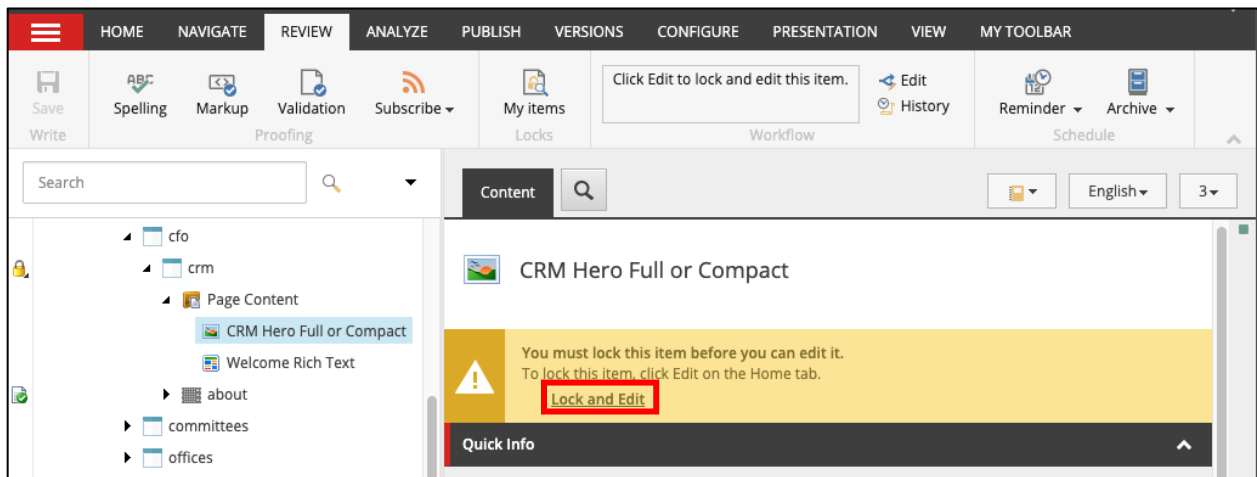 HOME NAVIGATE REVIEW ANALYZE PUBLISH VERSIONS CONFIGURE PRESENTATION VIEW MY TOOLBAR
ABC
Click Edit to lock and edit this item. Edit
Save Spelling Markup Validation Subscribe My items History Reminder Archive
Write Proofing Locks Workflow Schedule
Search
Content English 3
cfo
crm
Page Content
CRM Hero Full or Compact
Welcome Rich Text
about
committees
offices
CRM Hero Full or Compact
You must lock this item before you can edit it.
To lock this item, click Edit on the Home tab.
Lock and Edit
Quick Info